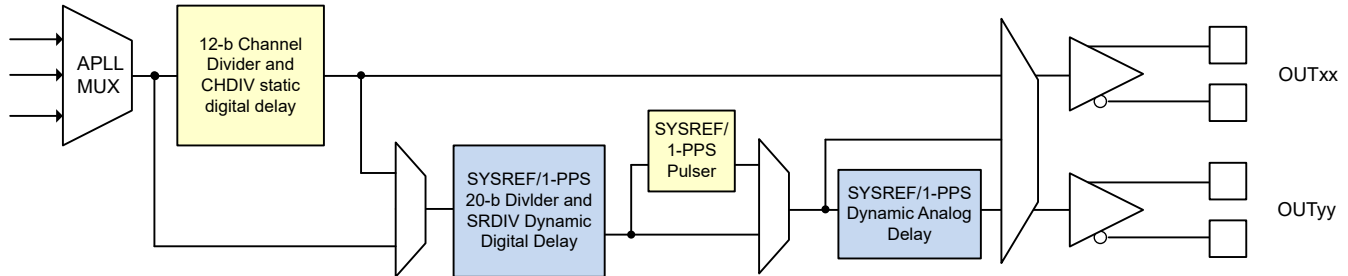 APLL
MUX
12-b Channel
Divider and
CHDIV static
digital delay
SYSREF/1-PPS
20-b Divider and
SRDIV Dynamic
Digital Delay
SYSREF/
1-PPS
Pulser
SYSREF/1-PPS
Dynamic Analog
Delay
OUTxx
OUTyy